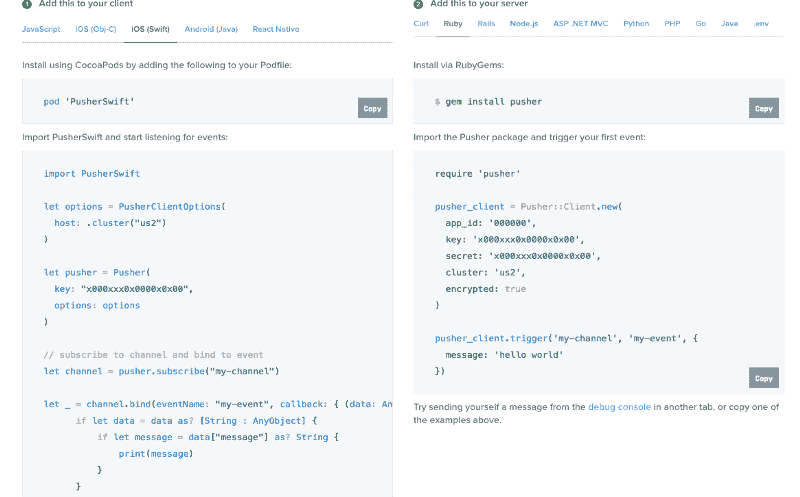 1 Add this to your client
JavaScript iOS (Obj-C) iOS (Swift) Android (Java) React Native
Install using CocoaPods by adding the following to your Podfile:
pod 'PusherSwift'
Copy
Import PusherSwift and start listening for events:
import PusherSwift
let options = PusherClientOptions(
host: .cluster("us2")
)
let pusher = Pusher(
key: "x000xxx0x0000x0x00",
options: options
)
// subscribe to channel and bind to event
let channel = pusher.subscribe("my-channel")
let _ = channel.bind(eventName: "my-event", callback: { (data: An
if let data = data as? [String : AnyObject] {
if let message = data["message"] as? String {
print(message)
}
}
2 Add this to your server
Curl Ruby Rails Node.js ASP .NET MVC Python PHP Go Java .env
Install via RubyGems:
$ gem install pusher
Copy
Import the Pusher package and trigger your first event:
require 'pusher'
pusher_client = Pusher::Client.new(
app_id: '000000',
key: 'x000xxx0x0000x0x00',
secret: 'x000xxx0x0000x0x00',
cluster: 'us2',
encrypted: true
)
pusher_client.trigger('my-channel', 'my-event', {
message: 'hello world'
})
Copy
Try sending yourself a message from the debug console in another tab, or copy one of
the examples above.